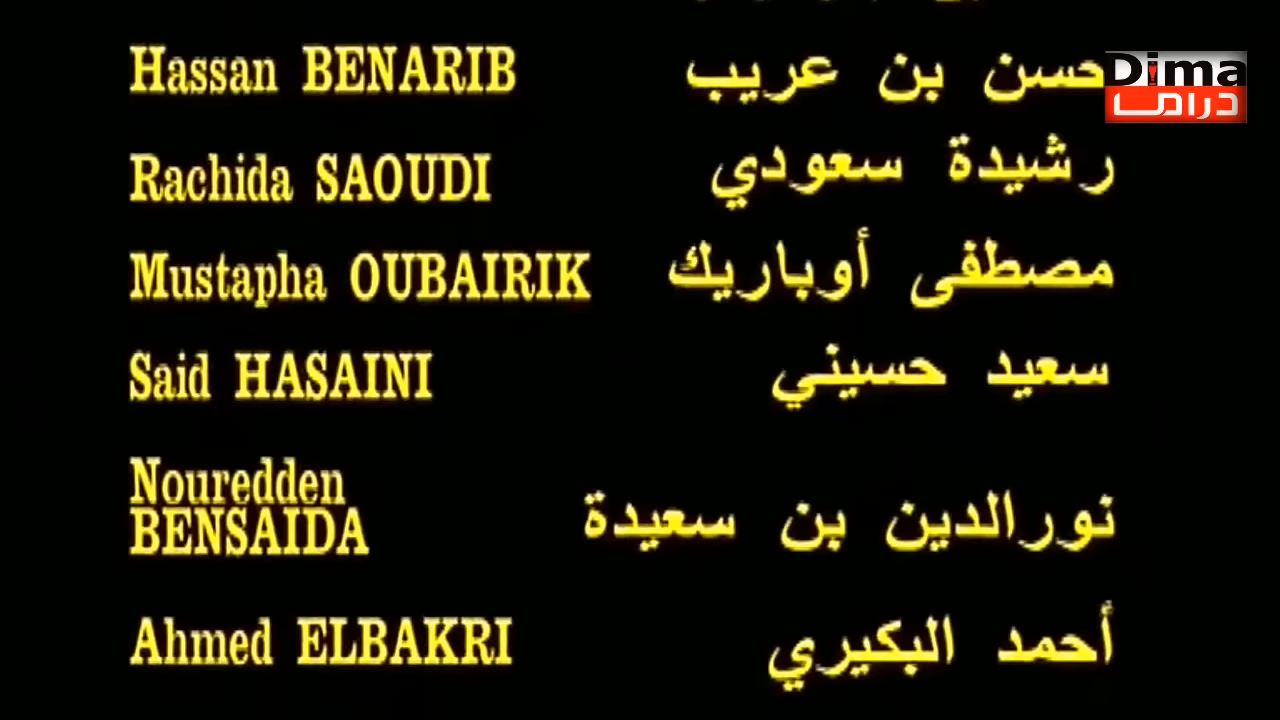 Hassan BENARIB حسن بن عريب
Dima
دراما
Rachida SAOUDI رشيدة سعودي
Mustapha OUBAIRIK مصطفى أوباريك
Said HASAINI سعيد حسيني
Nouredden
BENSAIDA نورالدين بن سعيدة
Ahmed ELBAKRI أحمد البكيري